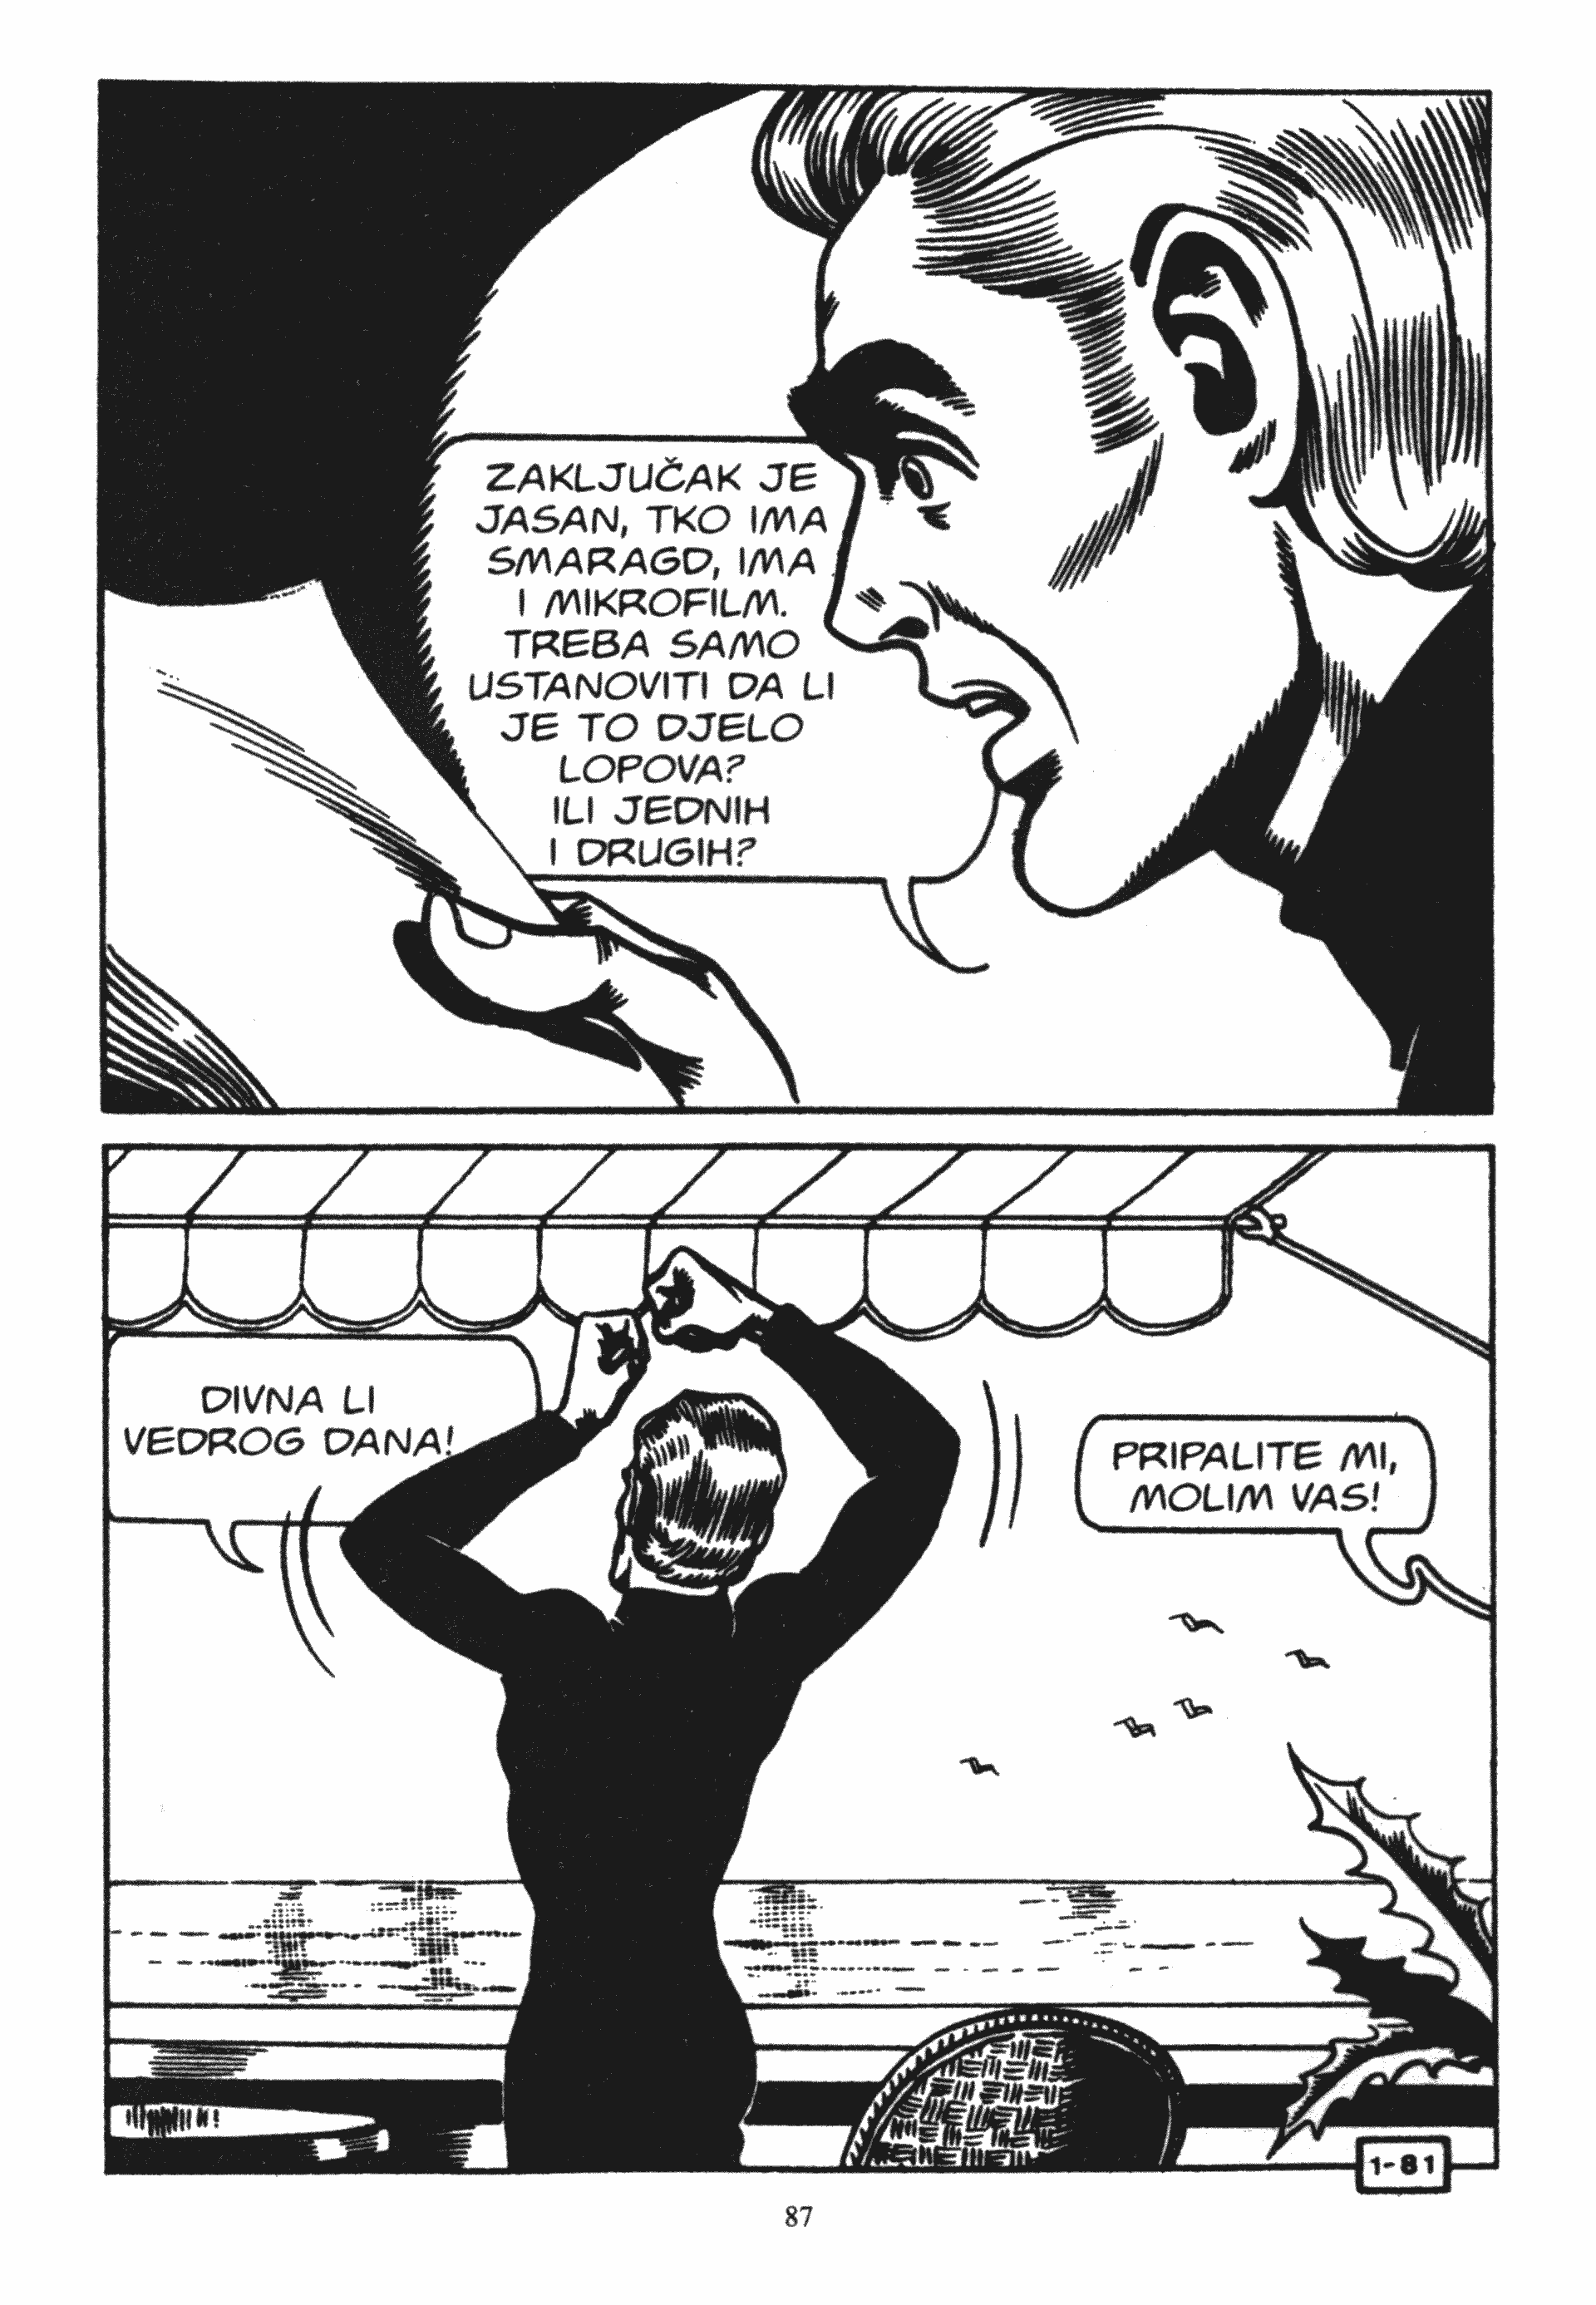 ZAKLJUČAK JE
JASAN, TKO IMA
SMARAGD, IMA
I MIKROFILM.
TREBA SAMO
USTANOVITI DA LI
JE TO DJELO
LOPOVA?
ILI JEDNIH
I DRUGIH?
DIVNA LI
VEDROG DANA!
PRIPALITE MI,
MOLIM VAS!
1-81
87